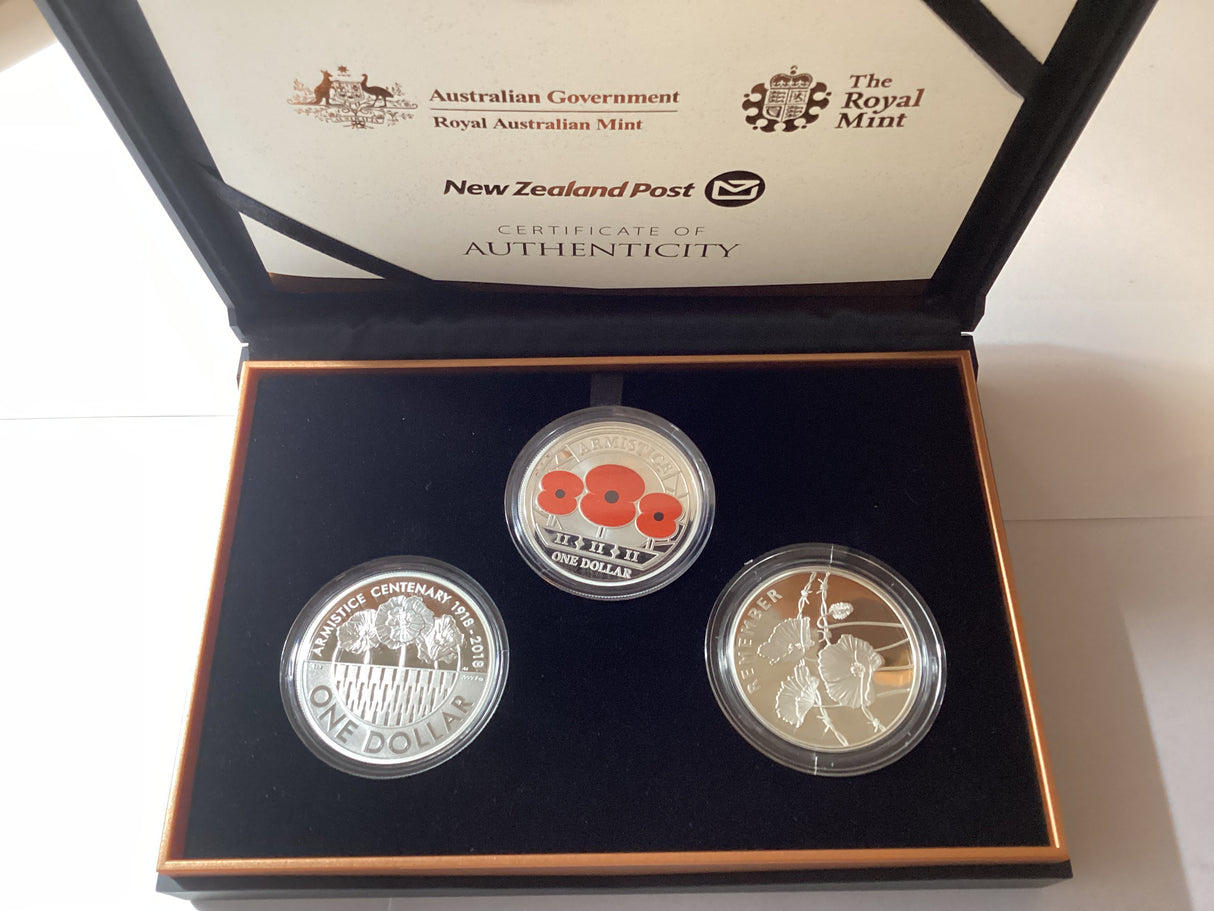 Australian Government
Royal Australian Mint
The
Royal
Mint
New Zealand Post
CERTIFICATE OF
AUTHENTICITY
ARMISTICE
II II II
ONE DOLLAR
ARMISTICE CENTENARY 1918 - 2018
ONE DOLLAR
REMEMBER